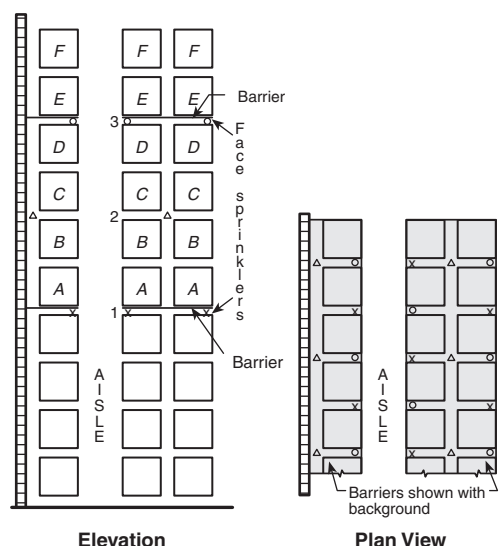 F F F
E E E
Barrier
3
D D D
C C C
2
B B B
A A A
1
Face sprinklers
Barrier
AISLE
x x x
Elevation
x x
x x
x x
x x
x x
AISLE
Barriers shown with
background
Plan View